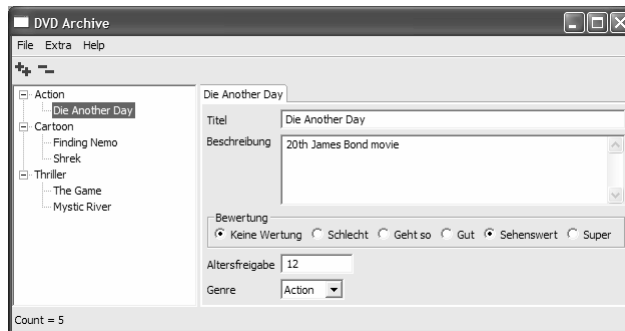 DVD Archive
File Extra Help
Action
Die Another Day
Cartoon
Finding Nemo
Shrek
Thriller
The Game
Mystic River
Die Another Day
Titel Die Another Day
Beschreibung 20th James Bond movie
Bewertung
Keine Wertung Schlecht Geht so Gut Sehenswert Super
Altersfreigabe 12
Genre Action
Count = 5